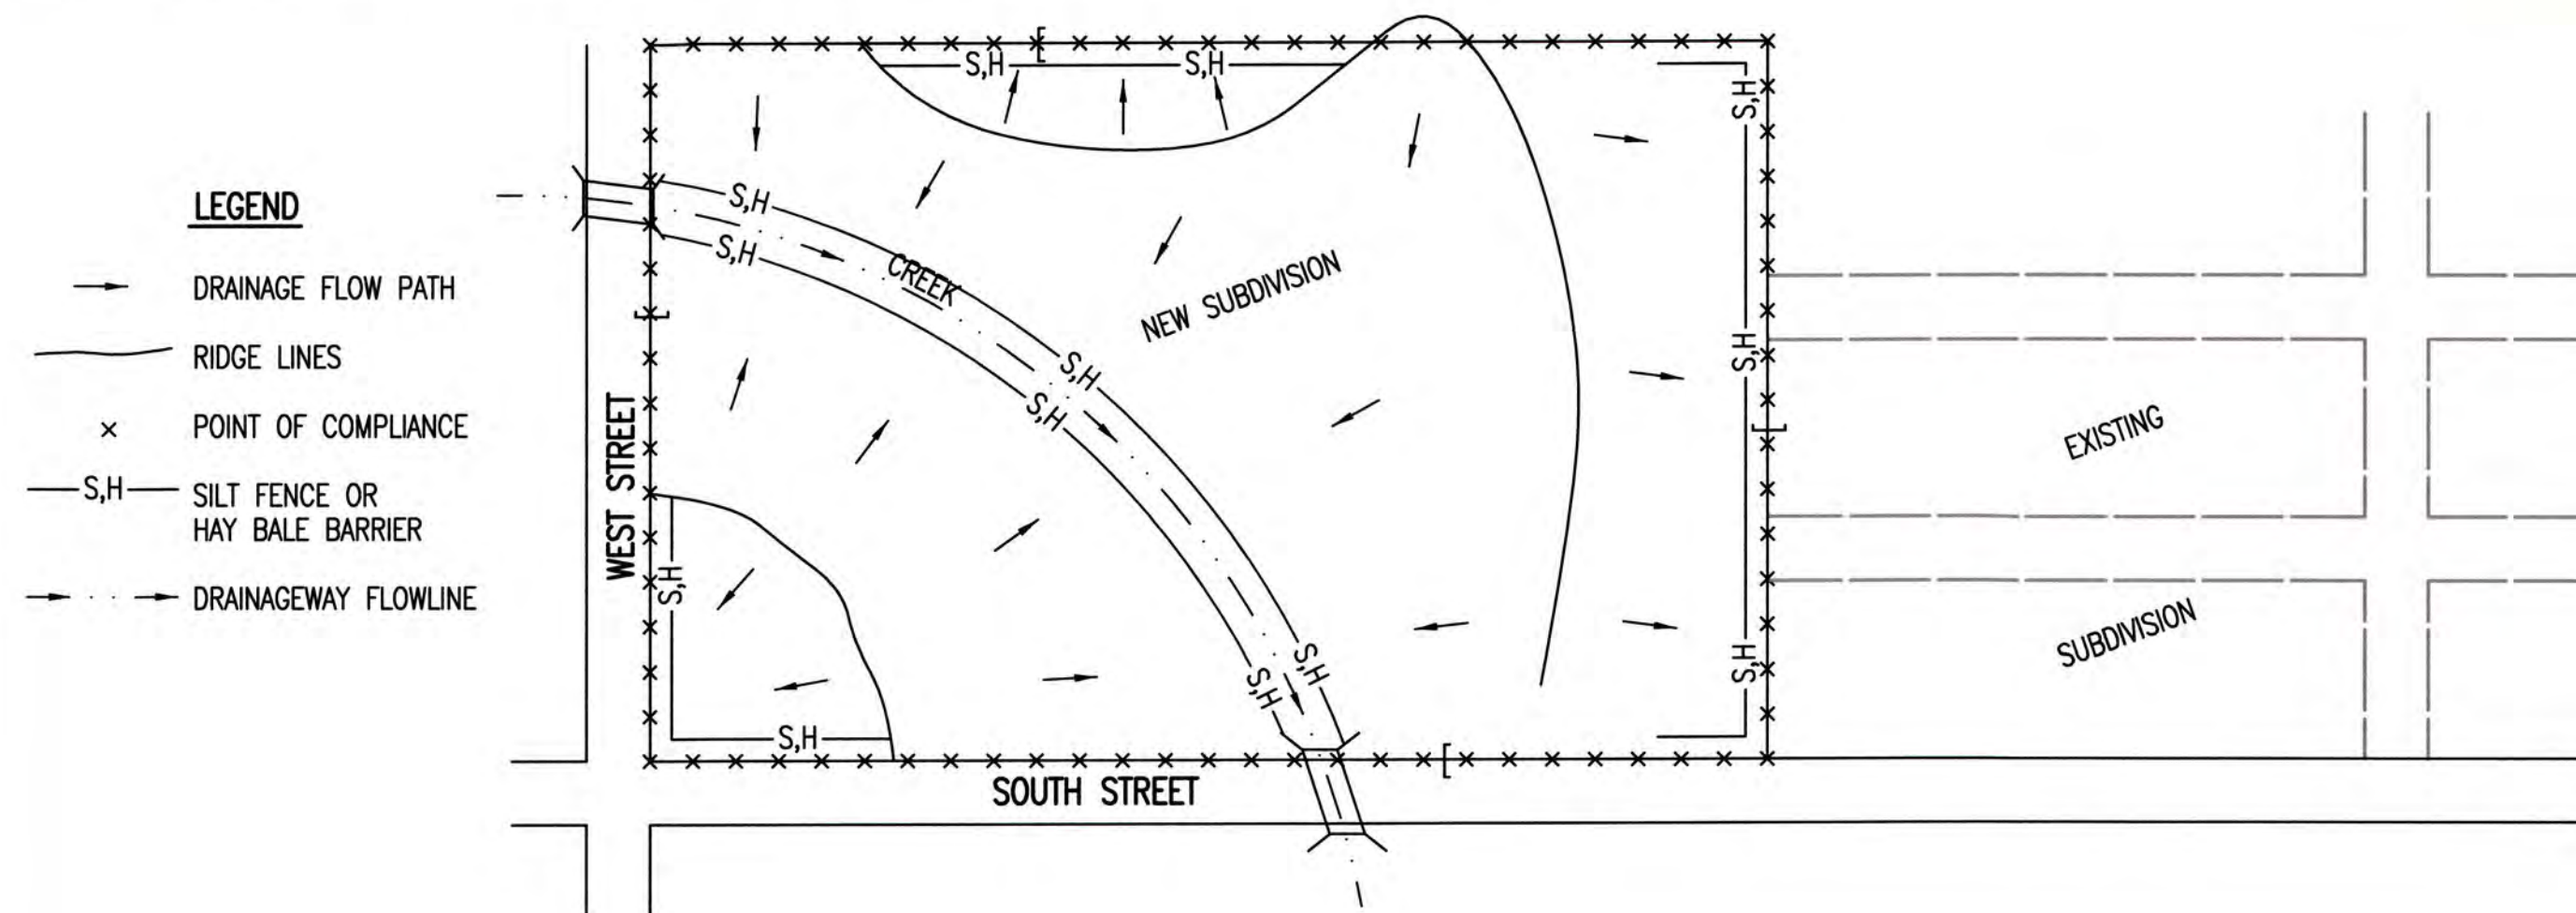 LEGEND
DRAINAGE FLOW PATH
RIDGE LINES
× POINT OF COMPLIANCE
S,H SILT FENCE OR
HAY BALE BARRIER
DRAINAGEWAY FLOWLINE
S,H
S,H
S,H
S,H
S,H
CREEK
NEW SUBDIVISION
S,H
S,H
S,H
WEST STREET
EXISTING
SUBDIVISION
S,H
S,H
S,H
S,H
S,H
SOUTH STREET